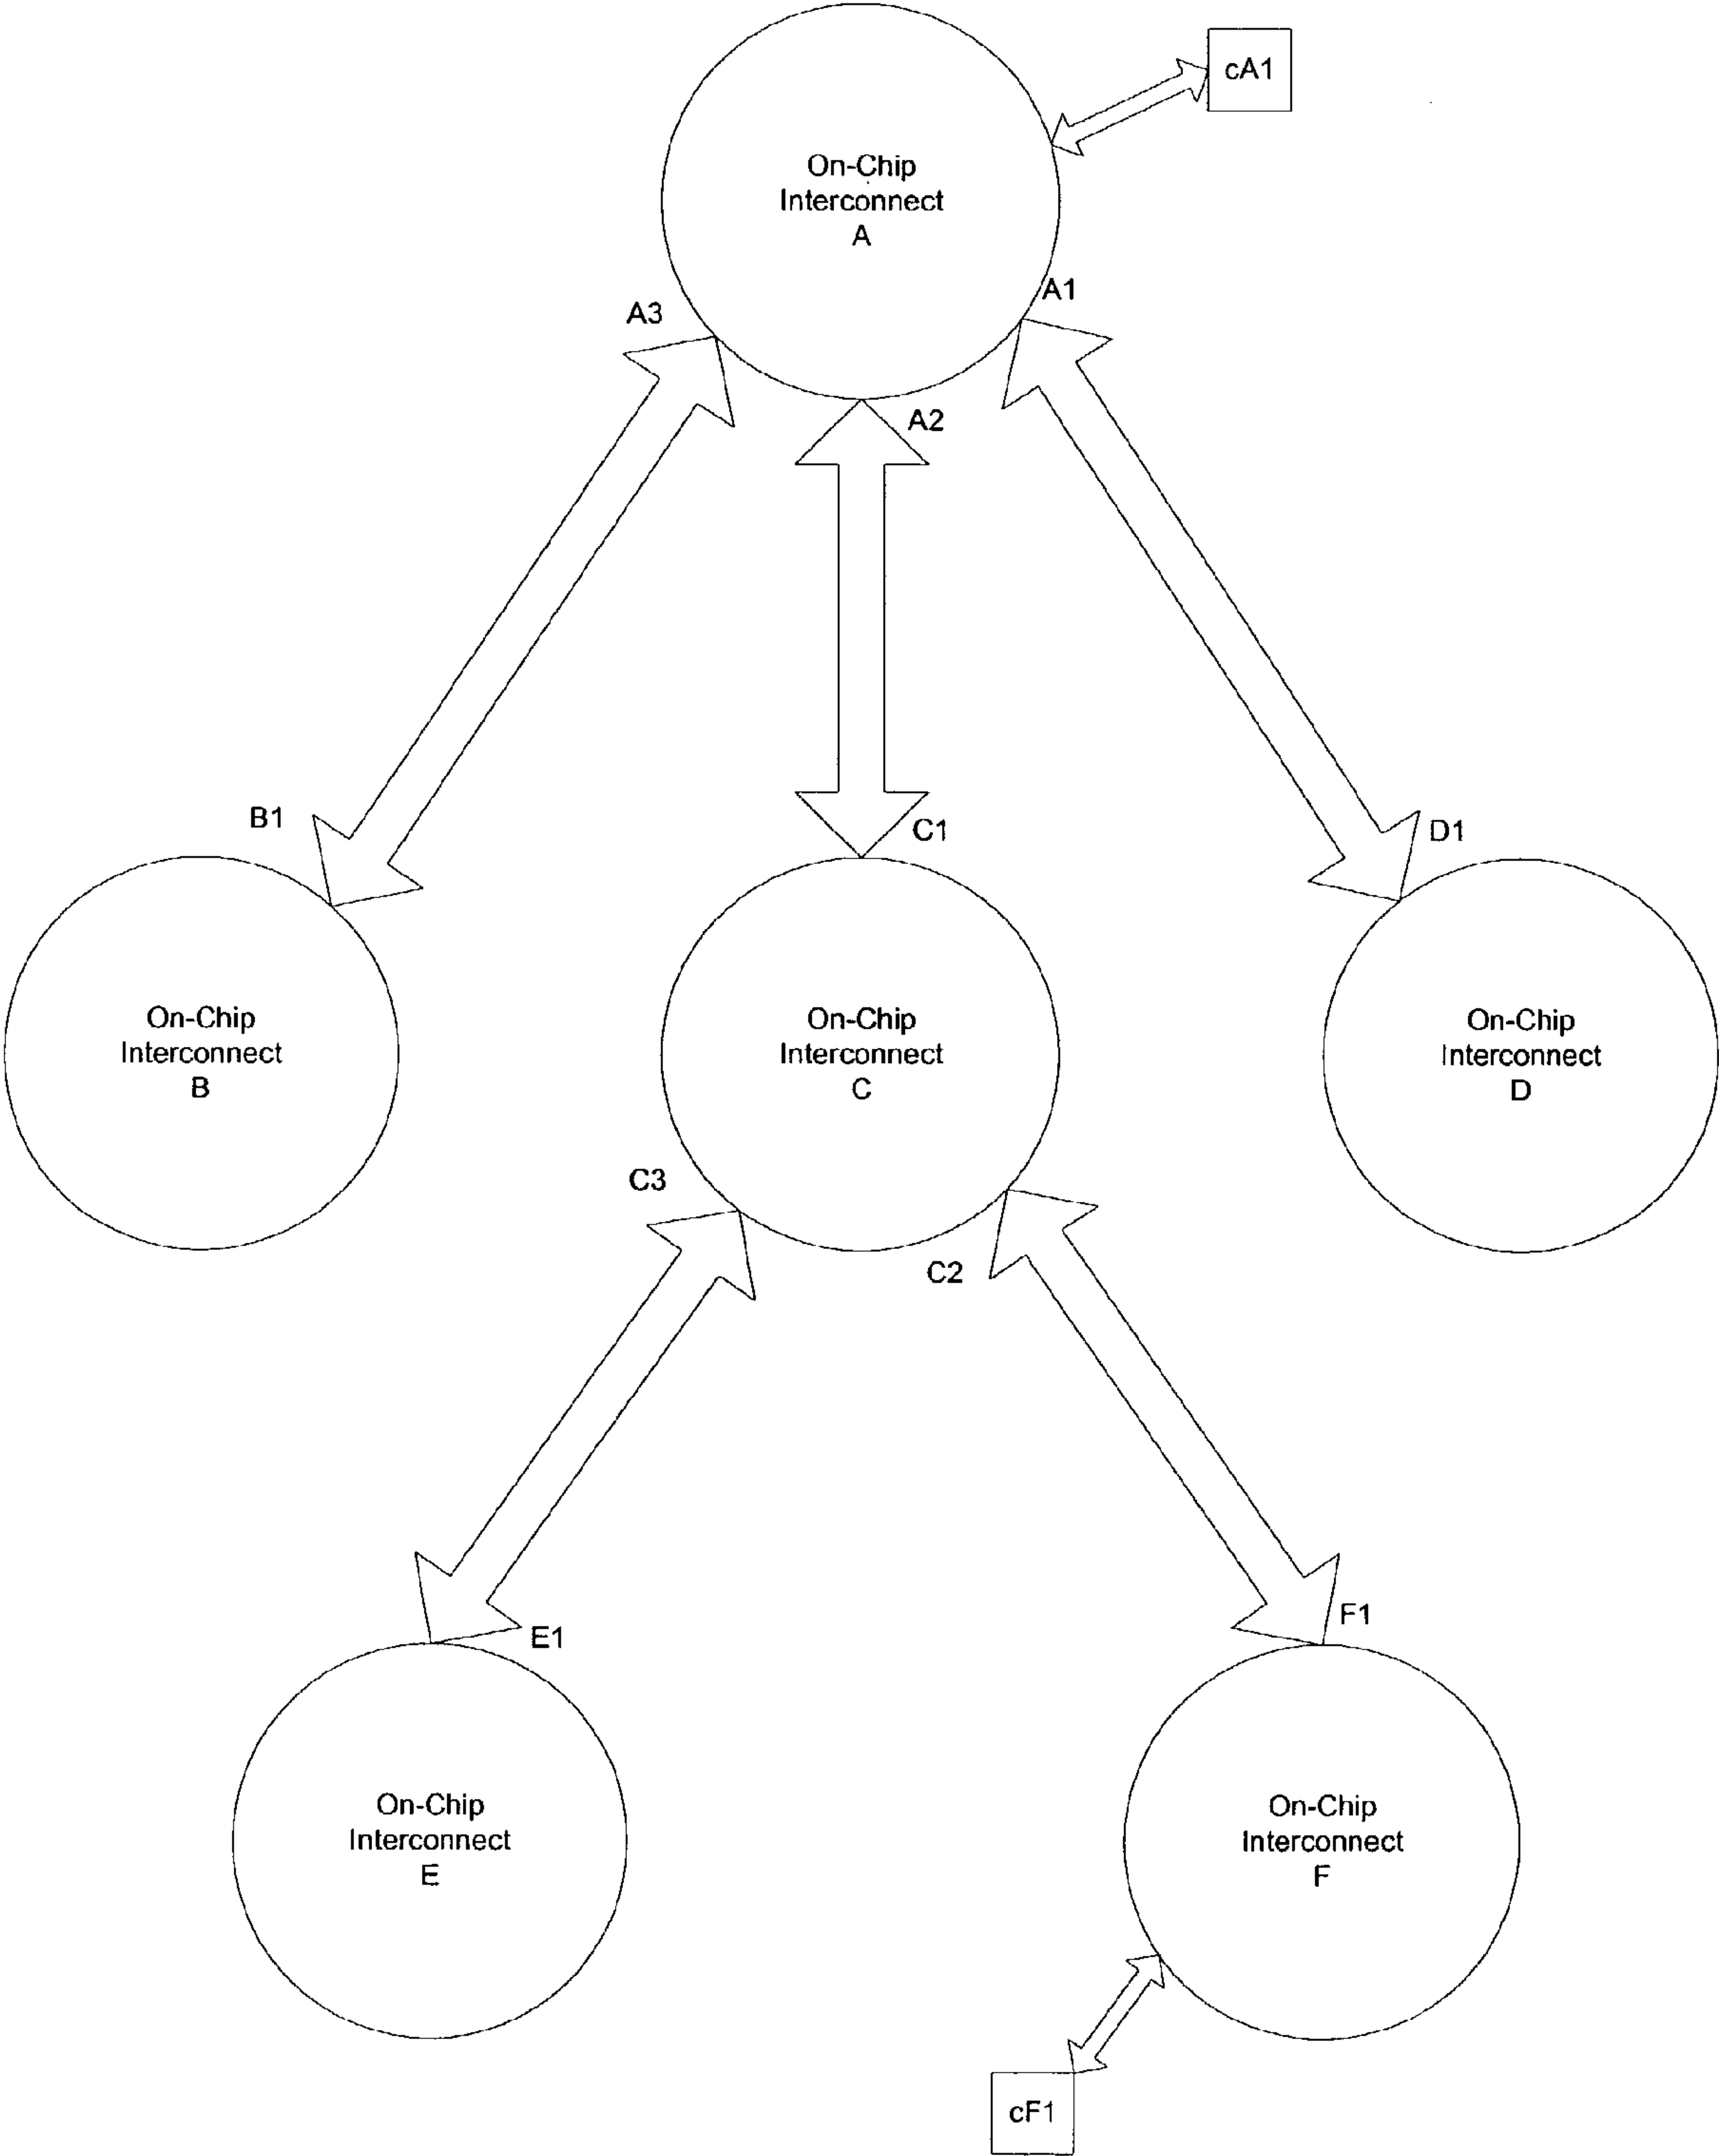 cA1
On-Chip
Interconnect
A
A1
A3
A2
B1
C1
D1
On-Chip
Interconnect
B
On-Chip
Interconnect
C
On-Chip
Interconnect
D
C3
C2
F1
E1
On-Chip
Interconnect
E
On-Chip
Interconnect
F
cF1